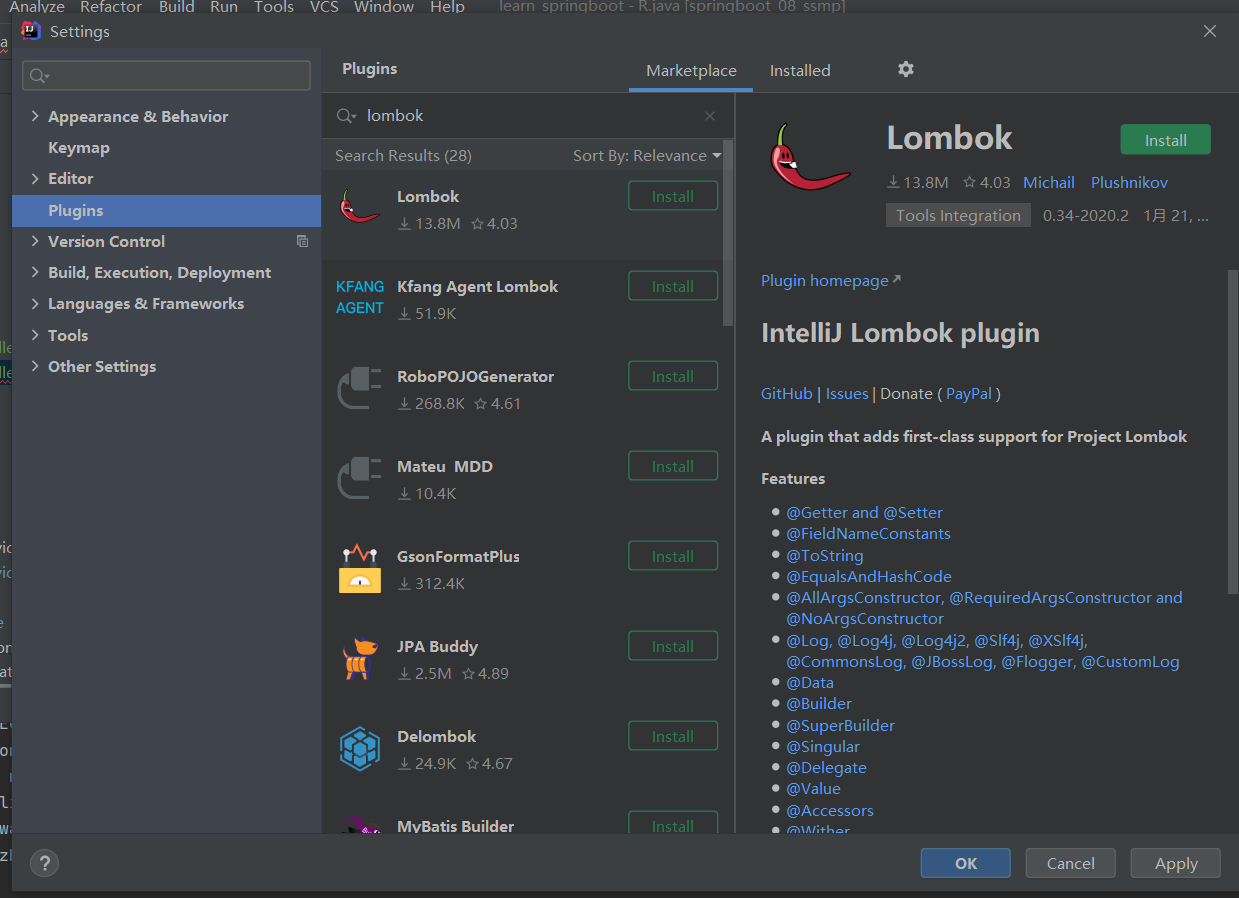 Analyze Refactor Build Run Tools VCS Window Help learn_springboot - R.java [springboot_08_ssmp]
Settings
Plugins
Marketplace
Installed
Appearance & Behavior
Keymap
Editor
Plugins
Version Control
Build, Execution, Deployment
Languages & Frameworks
Tools
Other Settings
lombok
Search Results (28)
Sort By: Relevance
Lombok
Install
13.8M 4.03
Kfang Agent Lombok
KFANG
AGENT
Install
51.9K
RoboPOJOGenerator
Install
268.8K 4.61
Mateu MDD
Install
10.4K
GsonFormatPlus
Install
312.4K
JPA Buddy
Install
2.5M 4.89
Delombok
Install
24.9K 4.67
MyBatis Builder
Install
Lombok
Install
13.8M 4.03 Michail Plushnikov
Tools Integration 0.34-2020.2 1月 21, ...
Plugin homepage
IntelliJ Lombok plugin
GitHub | Issues | Donate ( PayPal )
A plugin that adds first-class support for Project Lombok
Features
@Getter and @Setter
@FieldNameConstants
@ToString
@EqualsAndHashCode
@AllArgsConstructor, @RequiredArgsConstructor and
@NoArgsConstructor
@Log, @Log4j, @Log4j2, @Slf4j, @XSlf4j,
@CommonsLog, @JBossLog, @Flogger, @CustomLog
@Data
@Builder
@SuperBuilder
@Singular
@Delegate
@Value
@Accessors
@Wither
?
OK
Cancel
Apply